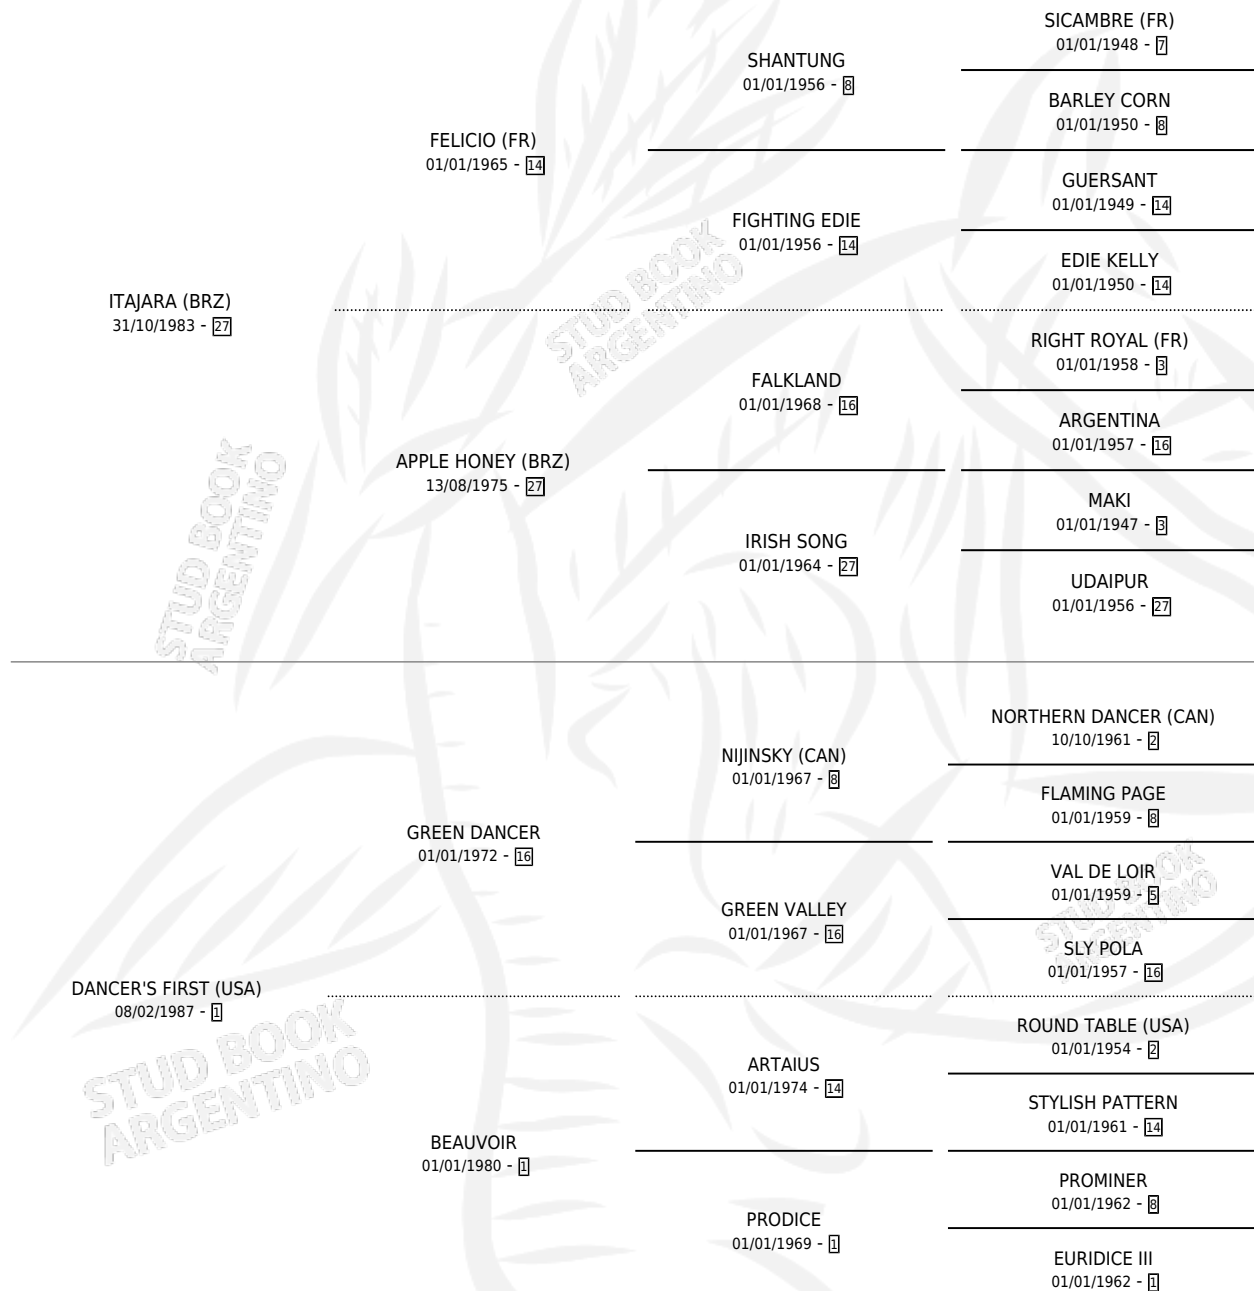 SICAMBRE (FR)
01/01/1948 - 7
SHANTUNG
01/01/1956 - 8
BARLEY CORN
01/01/1950 - 8
FELICIO (FR)
01/01/1965 - 14
GUERSANT
01/01/1949 - 14
FIGHTING EDIE
01/01/1956 - 14
EDIE KELLY
01/01/1950 - 14
ITAJARA (BRZ)
31/10/1983 - 27
STUD BOOK
ARGENTINO
RIGHT ROYAL (FR)
01/01/1958 - 3
FALKLAND
01/01/1968 - 16
ARGENTINA
01/01/1957 - 16
APPLE HONEY (BRZ)
13/08/1975 - 27
MAKI
01/01/1947 - 3
IRISH SONG
01/01/1964 - 27
UDAIPUR
01/01/1956 - 27
STUD BOOK
ARGENTINO
NORTHERN DANCER (CAN)
10/10/1961 - 2
NIJINSKY (CAN)
01/01/1967 - 8
FLAMING PAGE
01/01/1959 - 8
GREEN DANCER
01/01/1972 - 16
VAL DE LOIR
01/01/1959 - 5
GREEN VALLEY
01/01/1967 - 16
STUD BOOK
ARGENTINO
SLY POLA
01/01/1957 - 16
DANCER'S FIRST (USA)
08/02/1987 - 1
ROUND TABLE (USA)
01/01/1954 - 2
ARTAIUS
01/01/1974 - 14
STYLISH PATTERN
01/01/1961 - 14
STUD BOOK
ARGENTINO
BEAUVOIR
01/01/1980 - 1
PROMINER
01/01/1962 - 8
PRODICE
01/01/1969 - 1
EURIDICE III
01/01/1962 - 1